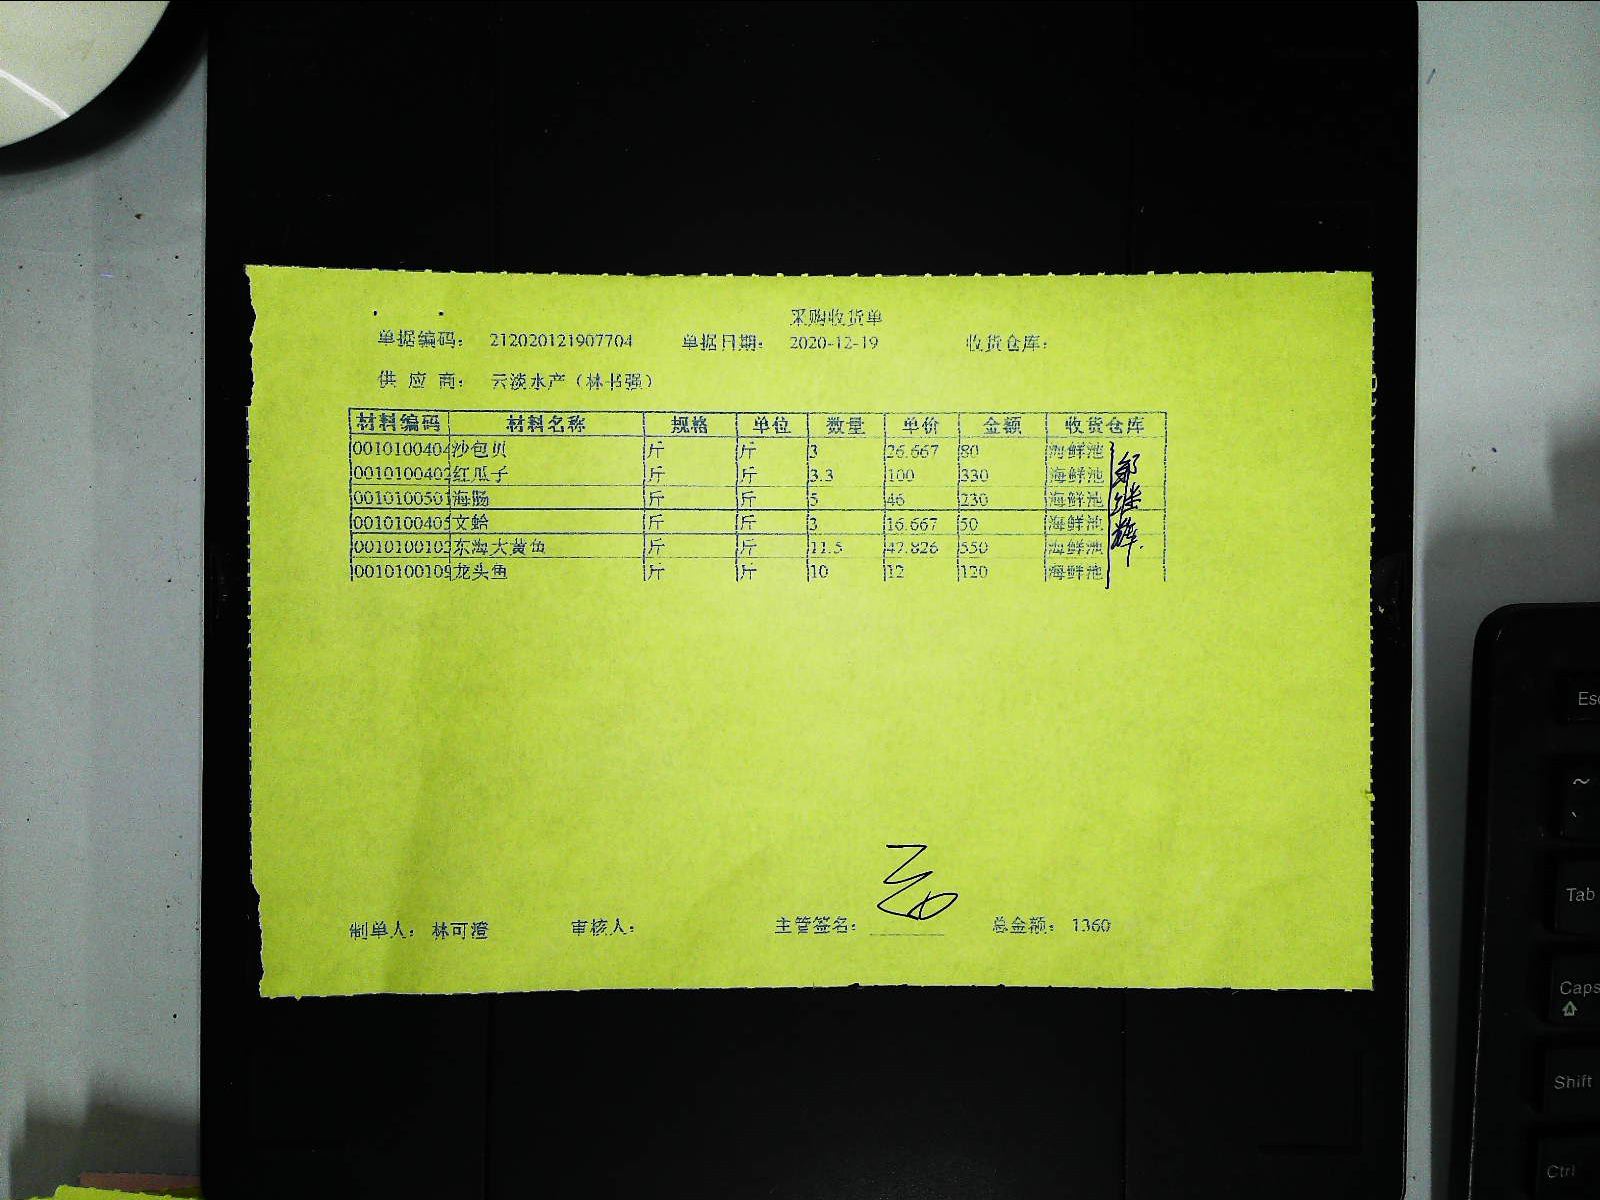 采购收货单
单据编码： 212020121907704 单据日期： 2020-12-19 收货仓库：
供 应 商： 云淡水产（林书强）
材料编码 材料名称 规格 单位 数量 单价 金额 收货仓库
0010100404 沙包贝 斤 斤 3 26.667 80 海鲜池
0010100402 红瓜子 斤 斤 3.3 100 330 海鲜池
0010100501 海肠 斤 斤 5 46 230 海鲜池
0010100405 文蛤 斤 斤 3 16.667 50 海鲜池
0010100102 东海大黄鱼 斤 斤 11.5 47.826 550 海鲜池
0010100109 龙头鱼 斤 斤 10 12 120 海鲜池
制单人： 林可澄 审核人： 主管签名： 总金额： 1360
Esc
~
Tab
Caps
Shift
Ctrl